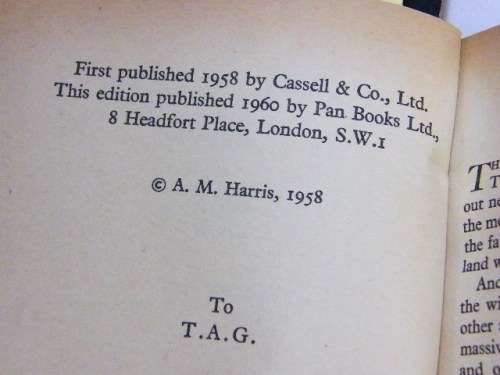 First published 1958 by Cassell & Co., Ltd.
This edition published 1960 by Pan Books Ltd.,
8 Headfort Place, London, S.W.1
© A. M. Harris, 1958
To
T.A.G.
out
the
the
land
the
other
and